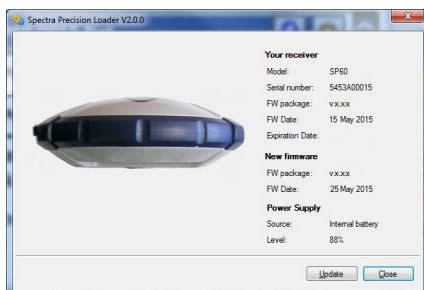 Spectra Precision Loader V2.0.0
Your receiver
Model: SP60
Serial number: 5453A00015
FW package: vx.xx
FW Date: 15 May 2015
Expiration Date:
New firmware
FW package: vx.xx
FW Date: 25 May 2015
Power Supply
Source: Internal battery
Level: 88%
Update Close